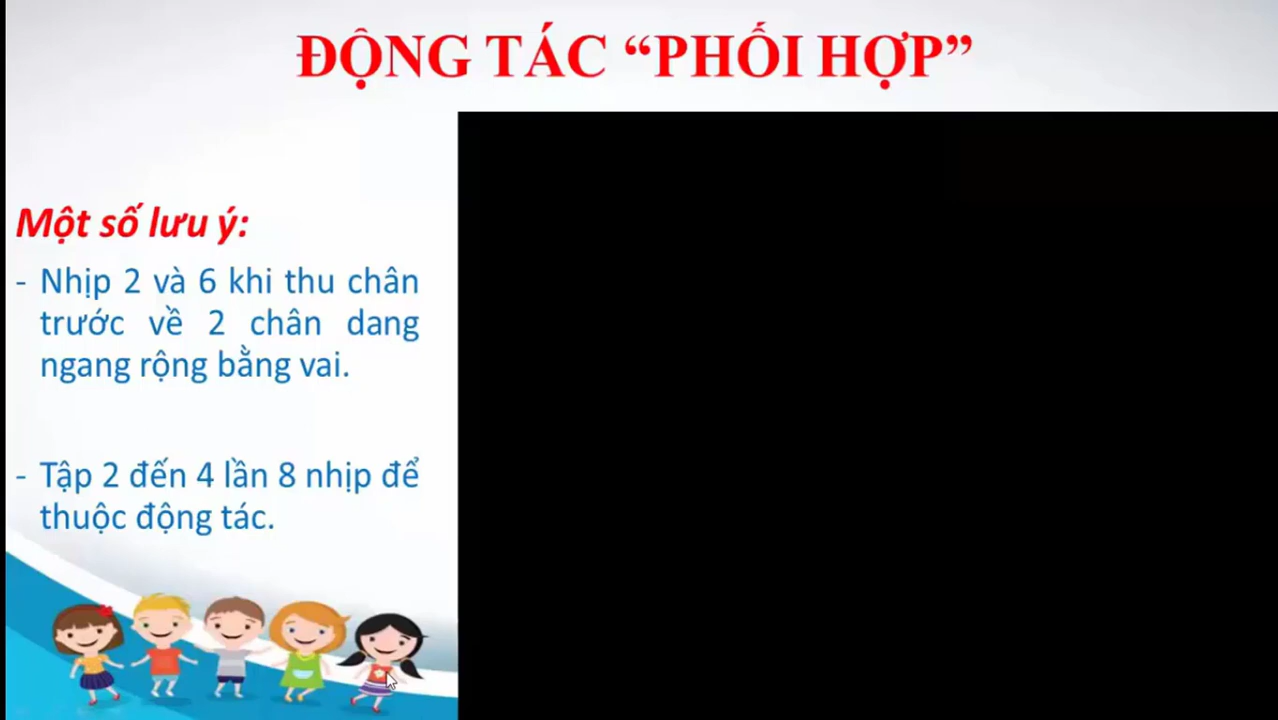 ĐỘNG TÁC “PHỐI HỢP”
Một số lưu ý:
- Nhịp 2 và 6 khi thu chân
trước về 2 chân dang
ngang rộng bằng vai.
- Tập 2 đến 4 lần 8 nhịp để
thuộc động tác.